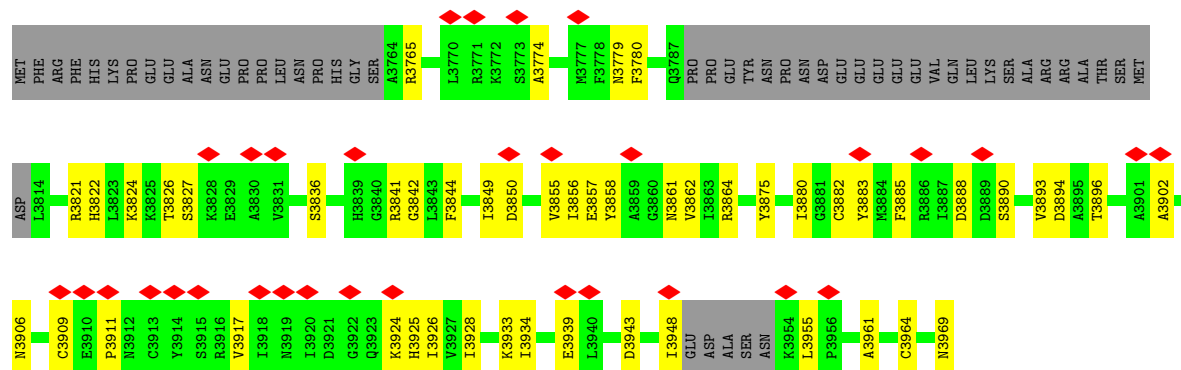 MET PHE ARG PHE HIS LYS PRO GLU GLU ALA ASN GLU PRO PRO LEU ASN PRO HIS GLY SER A3764 R3765 L3770 R3771 K3772 S3773 A3774 M3777 F3778 N3779 F3780 Q3787 PRO PRO GLU TYR ASN PRO ASN ASP GLU GLU GLU GLU GLU VAL GLN LEU LYS SER ALA ARG ARG ALA THR SER MET
ASP L3814 R3821 H3822 L3823 K3824 K3825 T3826 S3827 K3828 E3829 A3830 V3831 S3836 H3839 G3840 R3841 G3842 L3843 F3844 I3849 D3850 V3855 I3856 E3857 Y3858 A3859 G3860 N3861 V3862 I3863 R3864 Y3875 I3880 G3881 C3882 Y3883 M3884 F3885 R3886 I3887 D3888 D3889 S3890 V3893 D3894 A3895 T3896 A3901 A3902
N3906 C3909 E3910 P3911 N3912 C3913 Y3914 S3915 R3916 V3917 I3918 N3919 I3920 D3921 G3922 Q3923 K3924 H3925 I3926 V3927 I3928 K3933 I3934 E3939 L3940 D3943 I3948 GLU ASP ALA SER ASN K3954 L3955 P3956 A3961 C3964 N3969